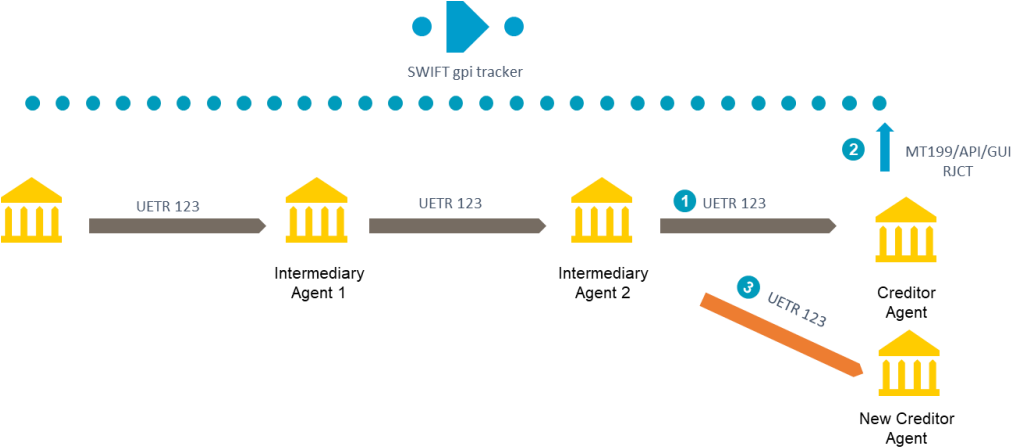 SWIFT gpi tracker
2
MT199/API/GUI
RJCT
UETR 123
UETR 123
1
UETR 123
Intermediary
Agent 1
Intermediary
Agent 2
3
UETR 123
Creditor
Agent
New Creditor
Agent